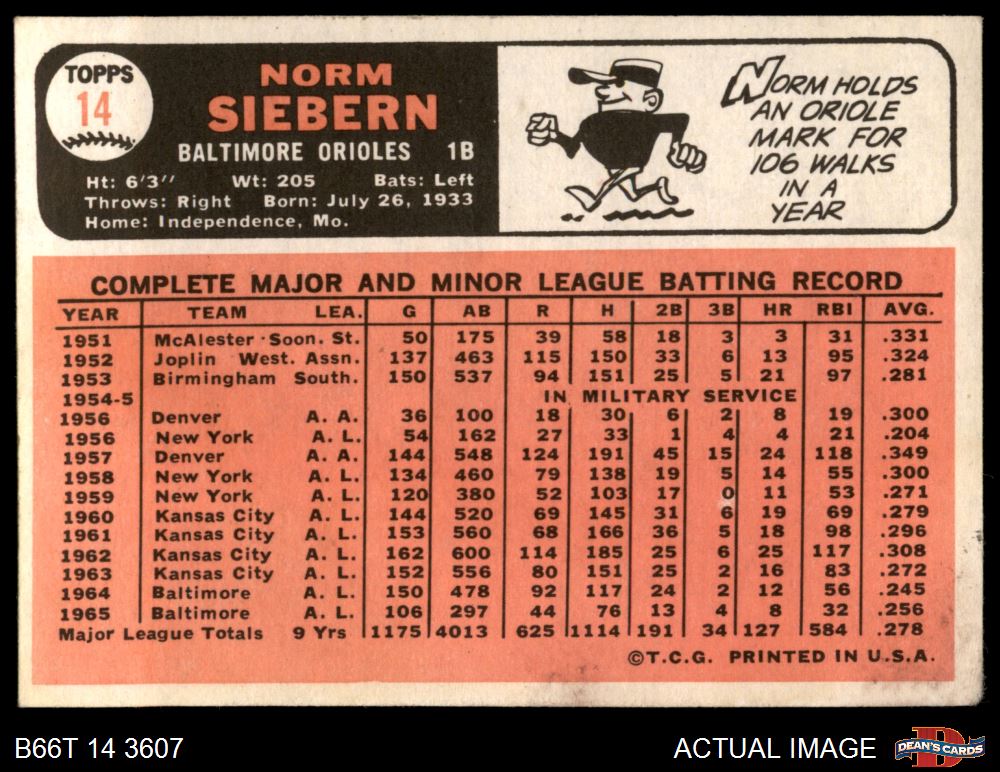 TOPPS
14
NORM
SIEBERN
BALTIMORE ORIOLES 1B
Ht: 6'3" Wt: 205 Bats: Left
Throws: Right Born: July 26, 1933
Home: Independence, Mo.
NORM HOLDS
AN ORIOLE
MARK FOR
106 WALKS
IN A
YEAR
COMPLETE MAJOR AND MINOR LEAGUE BATTING RECORD
YEAR TEAM LEA. G AB R H 2B 3B HR RBI AVG.
1951 McAlester Soon. St. 50 175 39 58 18 3 3 31 .331
1952 Joplin West. Assn. 137 463 115 150 33 6 13 95 .324
1953 Birmingham South. 150 537 94 151 25 5 21 97 .281
1954-5 IN MILITARY SERVICE
1956 Denver A. A. 36 100 18 30 6 2 8 19 .300
1956 New York A. L. 54 162 27 33 1 4 4 21 .204
1957 Denver A. A. 144 548 124 191 45 15 24 118 .349
1958 New York A. L. 134 460 79 138 19 5 14 55 .300
1959 New York A. L. 120 380 52 103 17 0 11 53 .271
1960 Kansas City A. L. 144 520 69 145 31 6 19 69 .279
1961 Kansas City A. L. 153 560 68 166 36 5 18 98 .296
1962 Kansas City A. L. 162 600 114 185 25 6 25 117 .308
1963 Kansas City A. L. 152 556 80 151 25 2 16 83 .272
1964 Baltimore A. L. 150 478 92 117 24 2 12 56 .245
1965 Baltimore A. L. 106 297 44 76 13 4 8 32 .256
Major League Totals 9 Yrs 1175 4013 625 1114 191 34 127 584 .278
©T.C.G. PRINTED IN U.S.A.
B66T 14 3607 ACTUAL IMAGE
D
DEAN'S CARDS